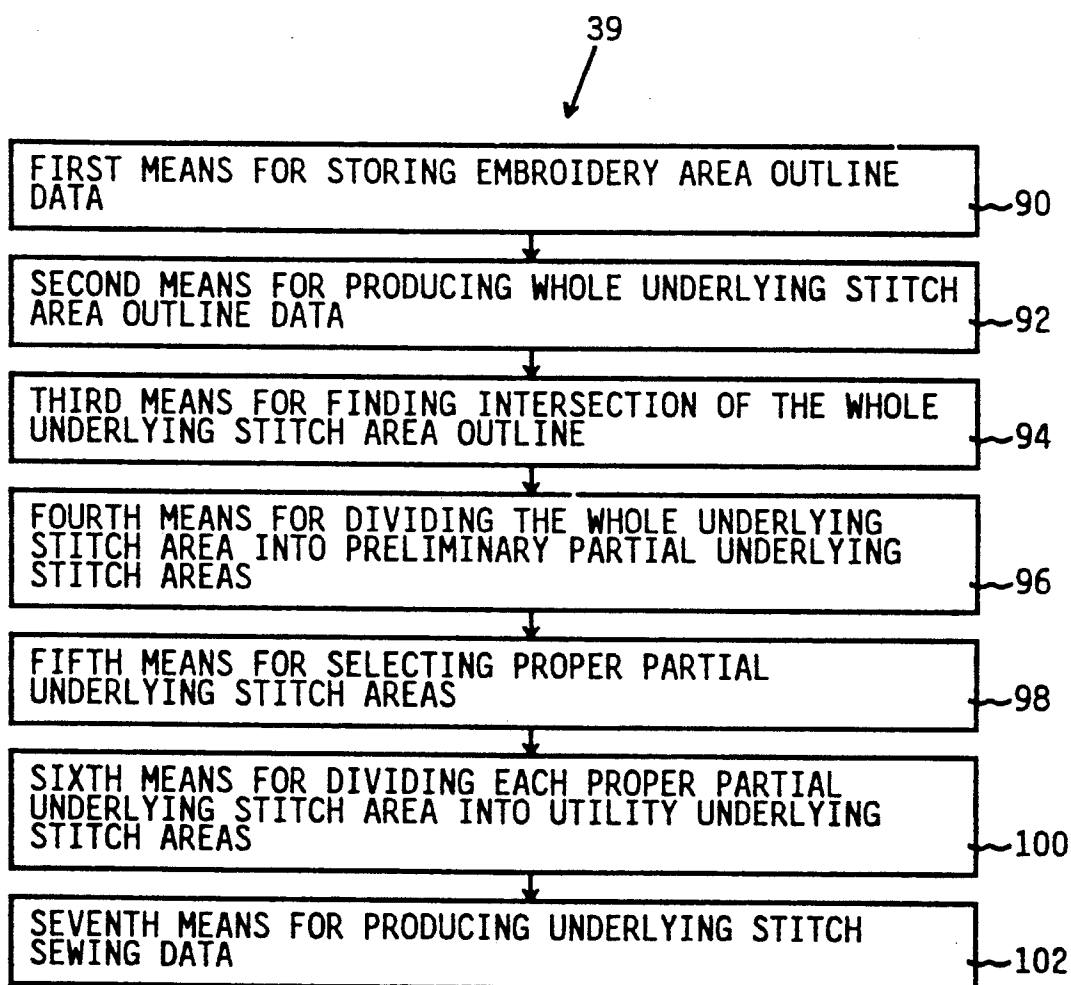 39
FIRST MEANS FOR STORING EMBROIDERY AREA OUTLINE
DATA
90
SECOND MEANS FOR PRODUCING WHOLE UNDERLYING STITCH
AREA OUTLINE DATA
92
THIRD MEANS FOR FINDING INTERSECTION OF THE WHOLE
UNDERLYING STITCH AREA OUTLINE
94
FOURTH MEANS FOR DIVIDING THE WHOLE UNDERLYING
STITCH AREA INTO PRELIMINARY PARTIAL UNDERLYING
STITCH AREAS
96
FIFTH MEANS FOR SELECTING PROPER PARTIAL
UNDERLYING STITCH AREAS
98
SIXTH MEANS FOR DIVIDING EACH PROPER PARTIAL
UNDERLYING STITCH AREA INTO UTILITY UNDERLYING
STITCH AREAS
100
SEVENTH MEANS FOR PRODUCING UNDERLYING STITCH
SEWING DATA
102